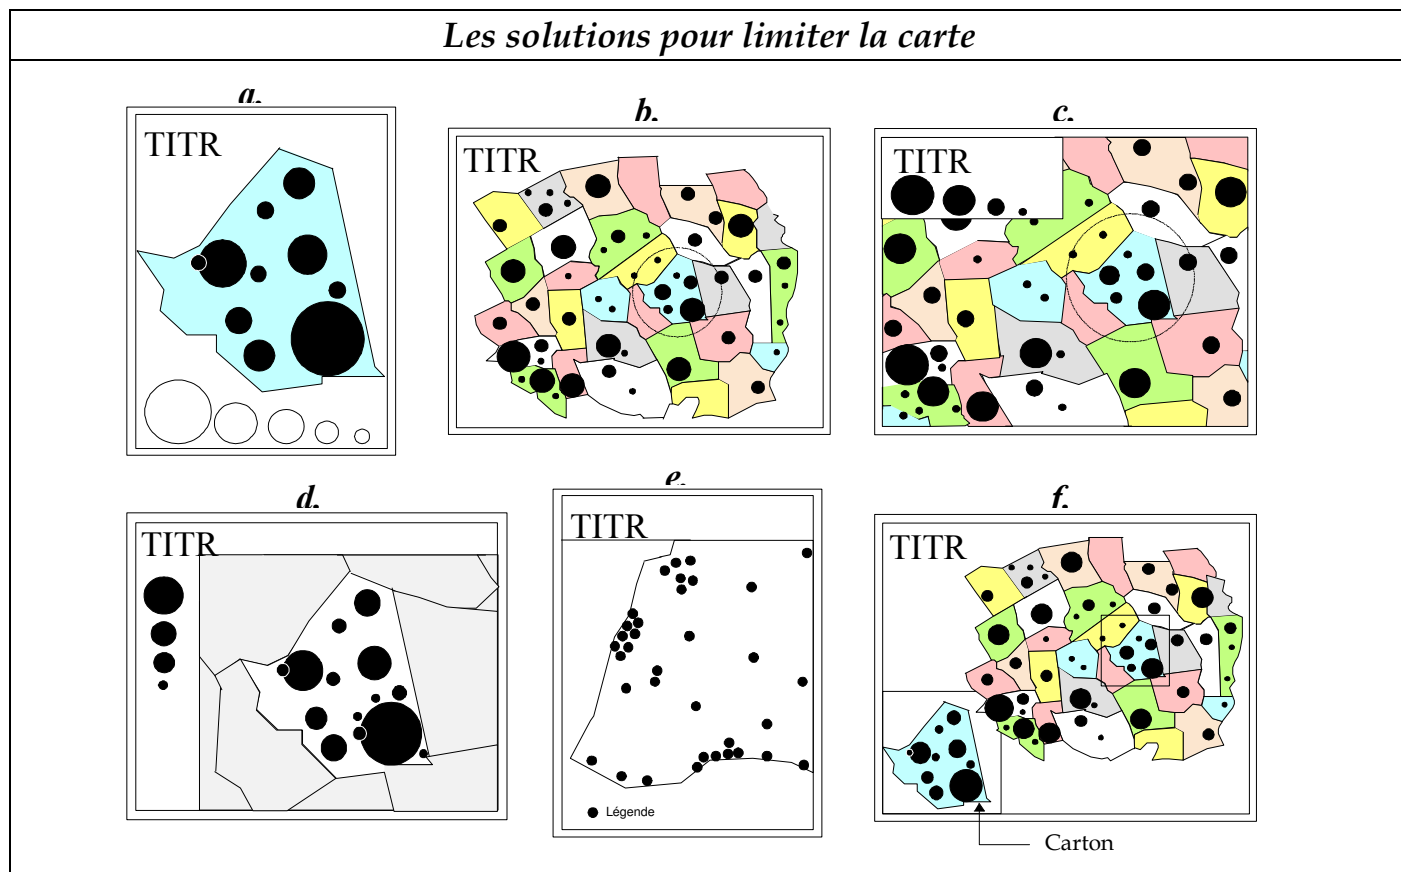 Les solutions pour limiter la carte
a.
b.
c.
TITR
TITR
TITR
d.
e.
f.
TITR
TITR
TITR
Légende
Carton